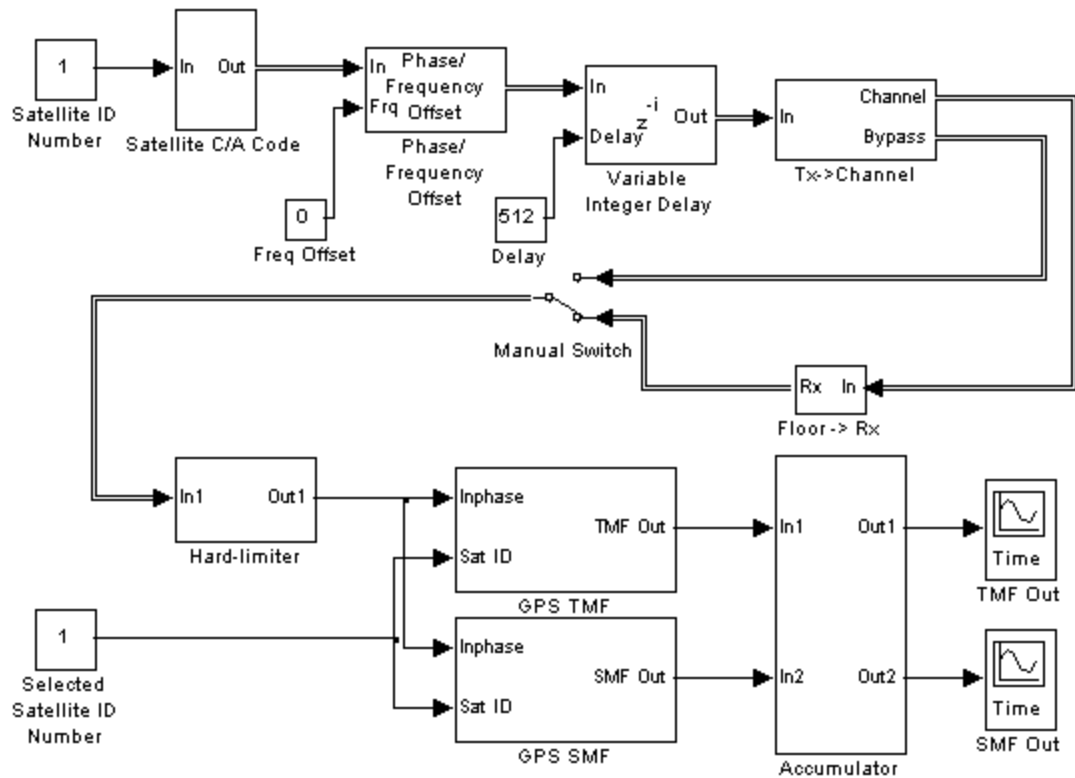 1
Satellite ID
Number
In
Out
Satellite C/A Code
In
Frq
Phase/
Frequency
Offset
Phase/
Frequency
Offset
0
Freq Offset
In
Delay
z
-i
Out
Variable
Integer Delay
512
Delay
In
Channel
Bypass
Tx->Channel
Manual Switch
Rx
In
Floor -> Rx
In1
Out1
Hard-limiter
1
Selected
Satellite ID
Number
Inphase
Sat ID
TMF Out
GPS TMF
Inphase
Sat ID
SMF Out
GPS SMF
In1
In2
Out1
Out2
Accumulator
Time
TMF Out
Time
SMF Out